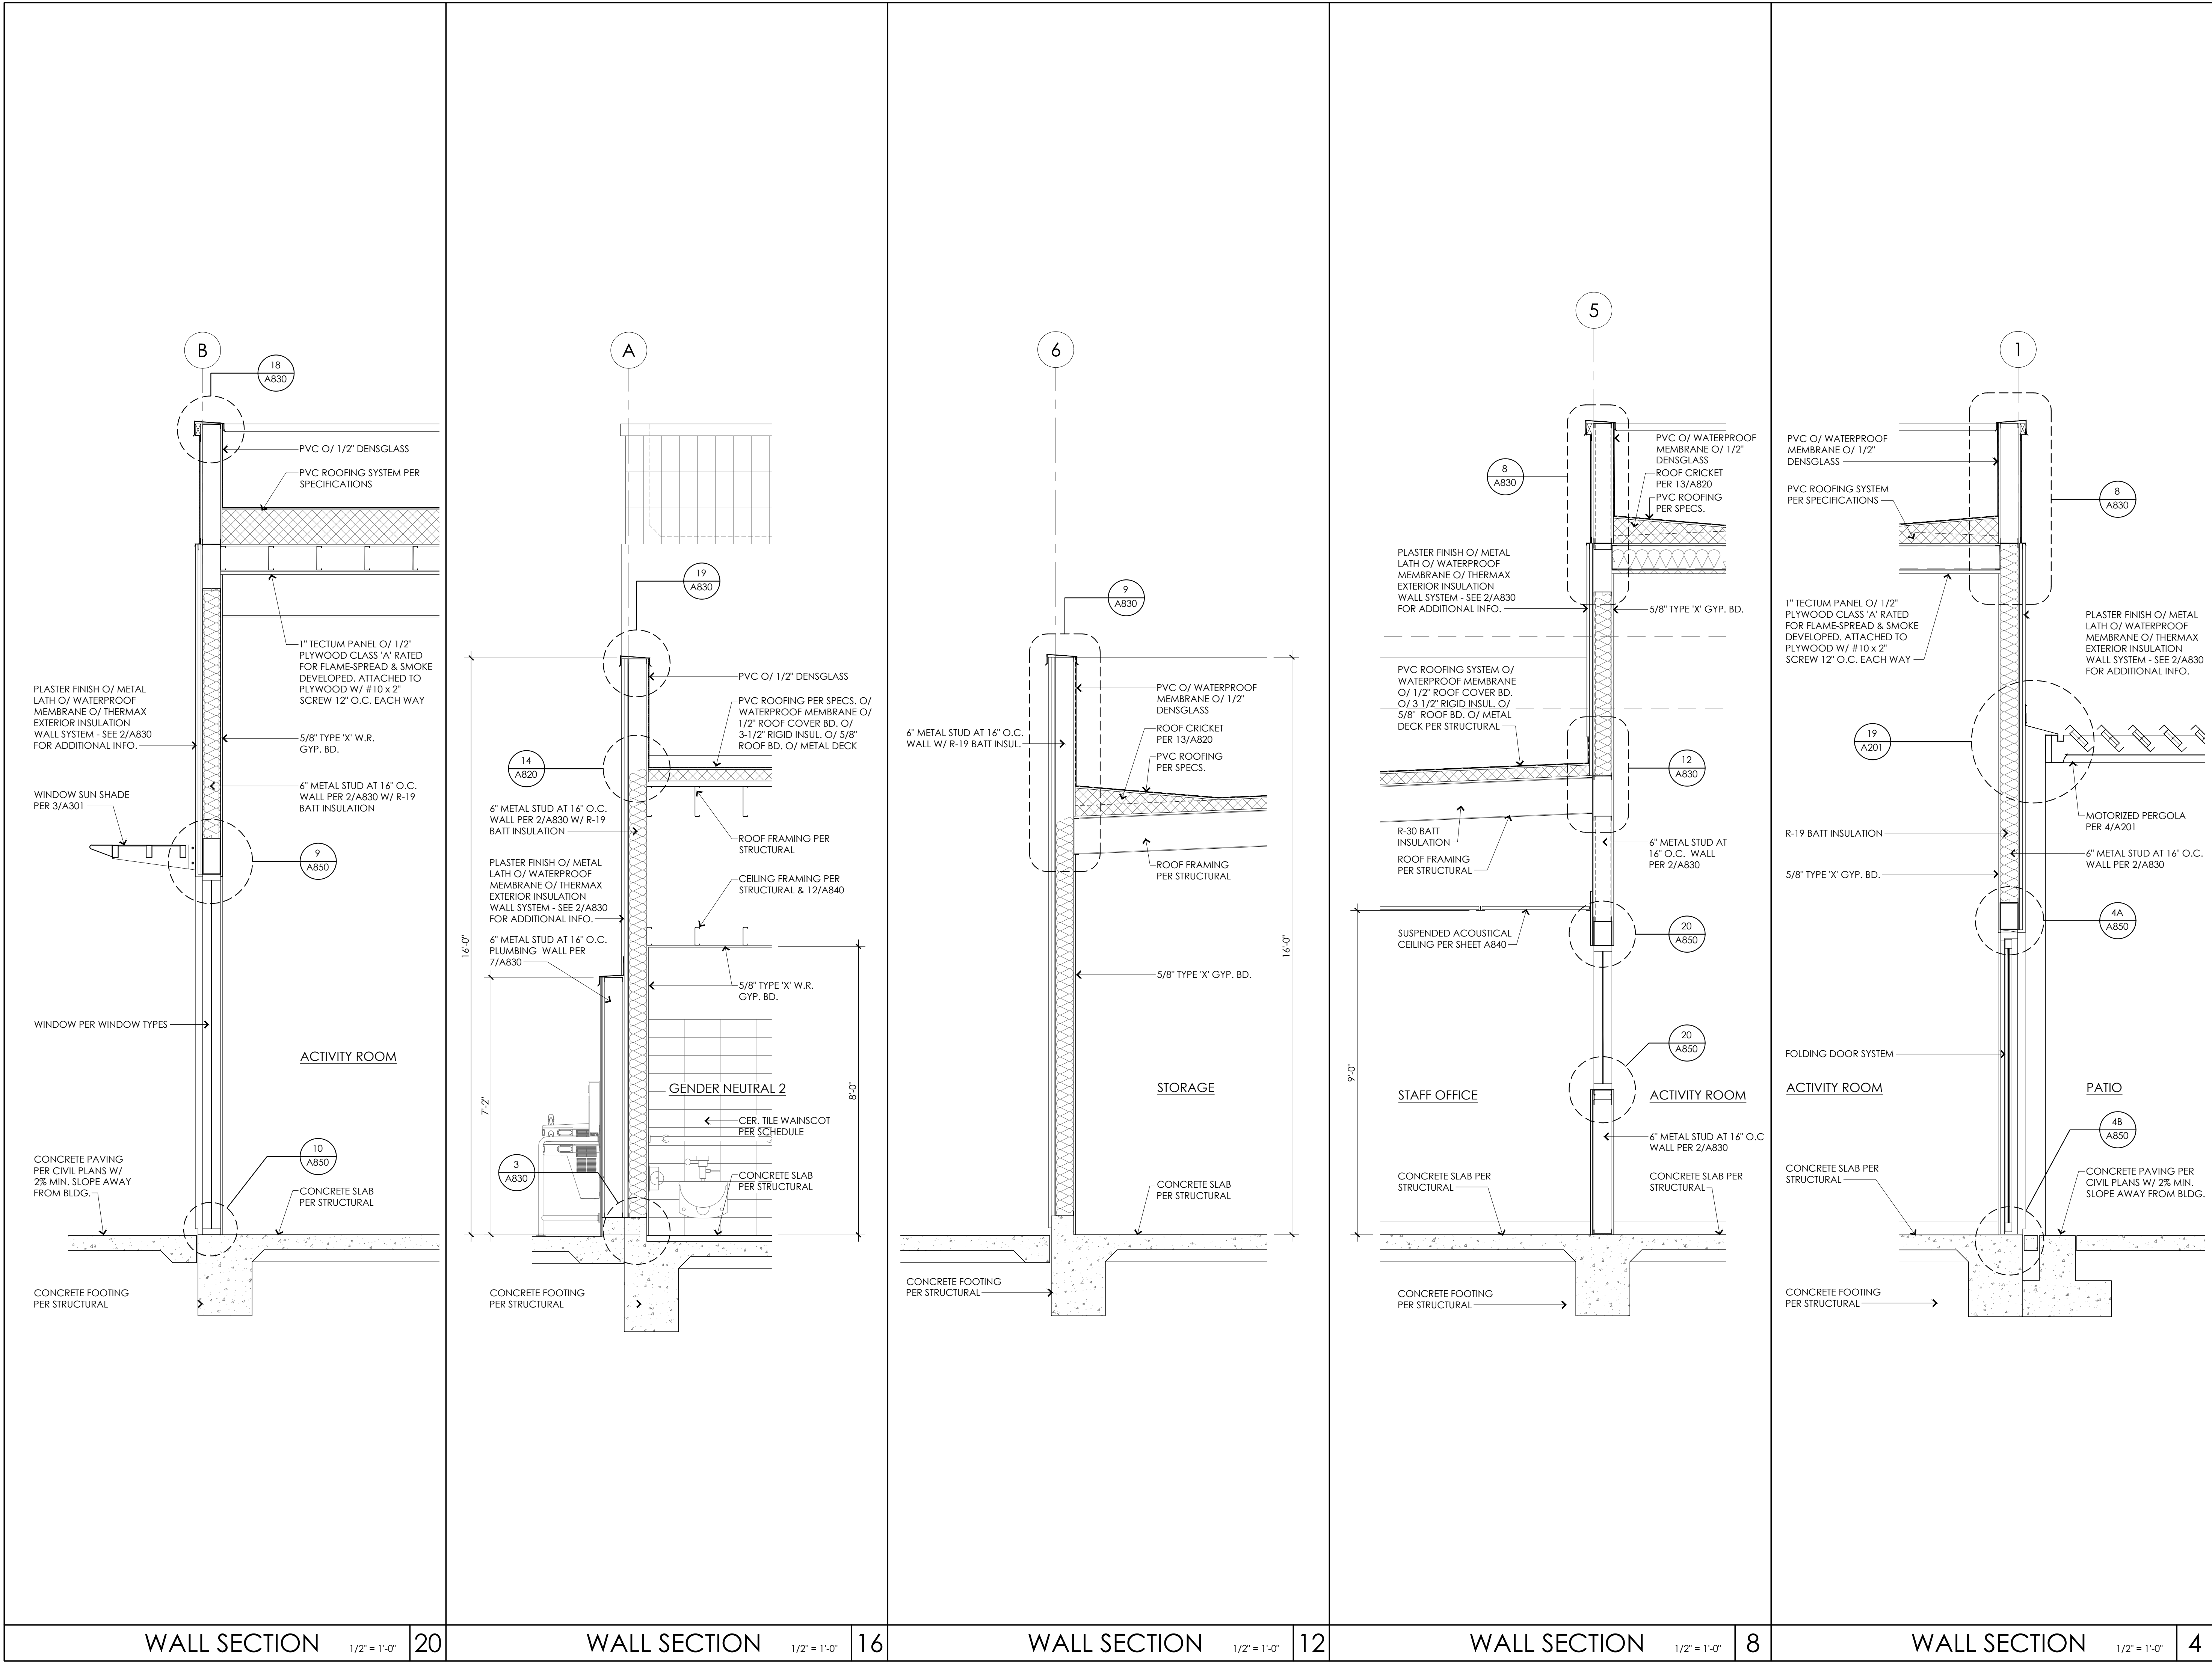 B
18
A830
PVC O/ 1/2" DENSGLASS
PVC ROOFING SYSTEM PER
SPECIFICATIONS
1" TECTUM PANEL O/ 1/2"
PLYWOOD CLASS 'A' RATED
FOR FLAME-SPREAD & SMOKE
DEVELOPED. ATTACHED TO
PLYWOOD W/ #10 x 2"
SCREW 12" O.C. EACH WAY
PLASTER FINISH O/ METAL
LATH O/ WATERPROOF
MEMBRANE O/ THERMAX
EXTERIOR INSULATION
WALL SYSTEM - SEE 2/A830
FOR ADDITIONAL INFO.
5/8" TYPE 'X' W.R.
GYP. BD.
WINDOW SUN SHADE
PER 3/A301
6" METAL STUD AT 16" O.C.
WALL PER 2/A830 W/ R-19
BATT INSULATION
9
A850
WINDOW PER WINDOW TYPES
ACTIVITY ROOM
10
A850
CONCRETE PAVING
PER CIVIL PLANS W/
2% MIN. SLOPE AWAY
FROM BLDG.
CONCRETE SLAB
PER STRUCTURAL
CONCRETE FOOTING
PER STRUCTURAL
WALL SECTION
1/2" = 1'-0"
20
A
19
A830
PVC O/ 1/2" DENSGLASS
PVC ROOFING PER SPECS. O/
WATERPROOF MEMBRANE O/
1/2" ROOF COVER BD. O/
3-1/2" RIGID INSUL. O/ 5/8"
ROOF BD. O/ METAL DECK
14
A820
6" METAL STUD AT 16" O.C.
WALL PER 2/A830 W/ R-19
BATT INSULATION
ROOF FRAMING PER
STRUCTURAL
PLASTER FINISH O/ METAL
LATH O/ WATERPROOF
MEMBRANE O/ THERMAX
EXTERIOR INSULATION
WALL SYSTEM - SEE 2/A830
FOR ADDITIONAL INFO.
CEILING FRAMING PER
STRUCTURAL & 12/A840
6" METAL STUD AT 16" O.C.
PLUMBING WALL PER
7/A830
16'-0"
7'-2"
8'-0"
5/8" TYPE 'X' W.R.
GYP. BD.
GENDER NEUTRAL 2
CER. TILE WAINSCOT
PER SCHEDULE
3
A830
CONCRETE SLAB
PER STRUCTURAL
CONCRETE FOOTING
PER STRUCTURAL
WALL SECTION
1/2" = 1'-0"
16
6
9
A830
6" METAL STUD AT 16" O.C.
WALL W/ R-19 BATT INSUL.
PVC O/ WATERPROOF
MEMBRANE O/ 1/2"
DENSGLASS
ROOF CRICKET
PER 13/A820
PVC ROOFING
PER SPECS.
ROOF FRAMING
PER STRUCTURAL
16'-0"
5/8" TYPE 'X' GYP. BD.
STORAGE
CONCRETE SLAB
PER STRUCTURAL
CONCRETE FOOTING
PER STRUCTURAL
WALL SECTION
1/2" = 1'-0"
12
5
8
A830
PVC O/ WATERPROOF
MEMBRANE O/ 1/2"
DENSGLASS
ROOF CRICKET
PER 13/A820
PVC ROOFING
PER SPECS.
PLASTER FINISH O/ METAL
LATH O/ WATERPROOF
MEMBRANE O/ THERMAX
EXTERIOR INSULATION
WALL SYSTEM - SEE 2/A830
FOR ADDITIONAL INFO.
5/8" TYPE 'X' GYP. BD.
PVC ROOFING SYSTEM O/
WATERPROOF MEMBRANE
O/ 1/2" ROOF COVER BD.
O/ 3 1/2" RIGID INSUL. O/
5/8" ROOF BD. O/ METAL
DECK PER STRUCTURAL
12
A830
R-30 BATT
INSULATION
ROOF FRAMING
PER STRUCTURAL
6" METAL STUD AT
16" O.C. WALL
PER 2/A830
SUSPENDED ACOUSTICAL
CEILING PER SHEET A840
20
A850
20
A850
9'-0"
STAFF OFFICE
ACTIVITY ROOM
6" METAL STUD AT 16" O.C
WALL PER 2/A830
CONCRETE SLAB PER
STRUCTURAL
CONCRETE SLAB PER
STRUCTURAL
CONCRETE FOOTING
PER STRUCTURAL
WALL SECTION
1/2" = 1'-0"
8
1
PVC O/ WATERPROOF
MEMBRANE O/ 1/2"
DENSGLASS
PVC ROOFING SYSTEM
PER SPECIFICATIONS
8
A830
1" TECTUM PANEL O/ 1/2"
PLYWOOD CLASS 'A' RATED
FOR FLAME-SPREAD & SMOKE
DEVELOPED. ATTACHED TO
PLYWOOD W/ #10 x 2"
SCREW 12" O.C. EACH WAY
PLASTER FINISH O/ METAL
LATH O/ WATERPROOF
MEMBRANE O/ THERMAX
EXTERIOR INSULATION
WALL SYSTEM - SEE 2/A830
FOR ADDITIONAL INFO.
19
A201
MOTORIZED PERGOLA
PER 4/A201
R-19 BATT INSULATION
6" METAL STUD AT 16" O.C.
WALL PER 2/A830
5/8" TYPE 'X' GYP. BD.
4A
A850
FOLDING DOOR SYSTEM
ACTIVITY ROOM
PATIO
4B
A850
CONCRETE SLAB PER
STRUCTURAL
CONCRETE PAVING PER
CIVIL PLANS W/ 2% MIN.
SLOPE AWAY FROM BLDG.
CONCRETE FOOTING
PER STRUCTURAL
WALL SECTION
1/2" = 1'-0"
4